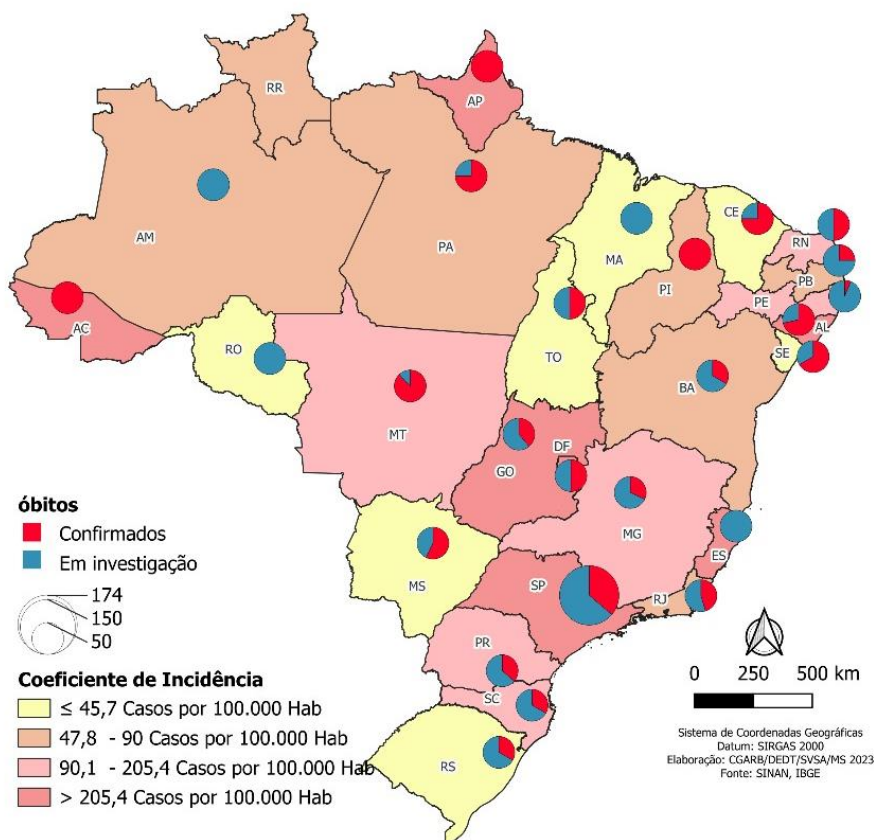 RR
AP
AM
PA
MA
CE
RN
PB
PI
PE
AL
SE
AC
RO
TO
BA
MT
GO
DF
MG
ES
MS
SP
RJ
PR
SC
RS
óbitos
Confirmados
Em investigação
174
150
50
Coeficiente de Incidência
≤ 45,7 Casos por 100.000 Hab
47,8 - 90 Casos por 100.000 Hab
90,1 - 205,4 Casos por 100.000 Hab
> 205,4 Casos por 100.000 Hab
0 250 500 km
Sistema de Coordenadas Geográficas
Datum: SIRGAS 2000
Elaboração: CGARB/DEDT/SVSA/MS 2023
Fonte: SINAN, IBGE